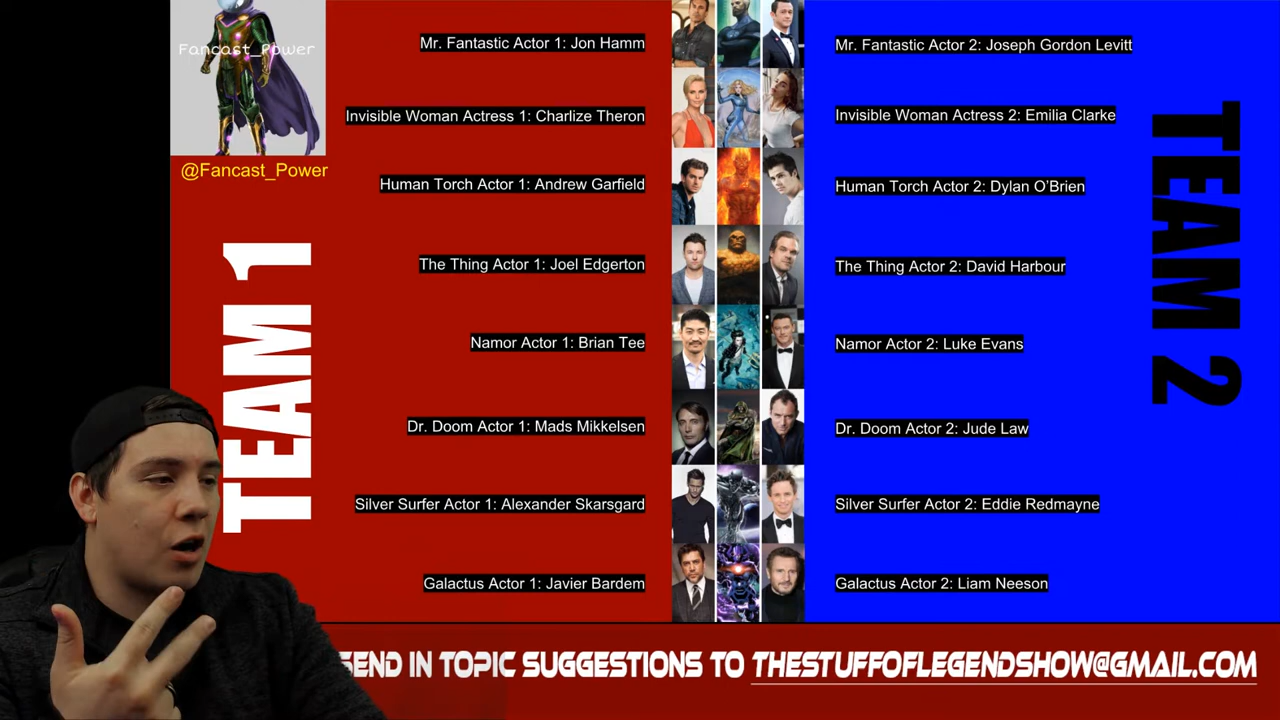 Fancast_Power
@Fancast_Power
TEAM 1
Mr. Fantastic Actor 1: Jon Hamm
Invisible Woman Actress 1: Charlize Theron
Human Torch Actor 1: Andrew Garfield
The Thing Actor 1: Joel Edgerton
Namor Actor 1: Brian Tee
Dr. Doom Actor 1: Mads Mikkelsen
Silver Surfer Actor 1: Alexander Skarsgard
Galactus Actor 1: Javier Bardem
Mr. Fantastic Actor 2: Joseph Gordon Levitt
Invisible Woman Actress 2: Emilia Clarke
Human Torch Actor 2: Dylan O’Brien
The Thing Actor 2: David Harbour
Namor Actor 2: Luke Evans
Dr. Doom Actor 2: Jude Law
Silver Surfer Actor 2: Eddie Redmayne
Galactus Actor 2: Liam Neeson
TEAM 2
SEND IN TOPIC SUGGESTIONS TO THESTUFFOFLEGENDSHOW@GMAIL.COM